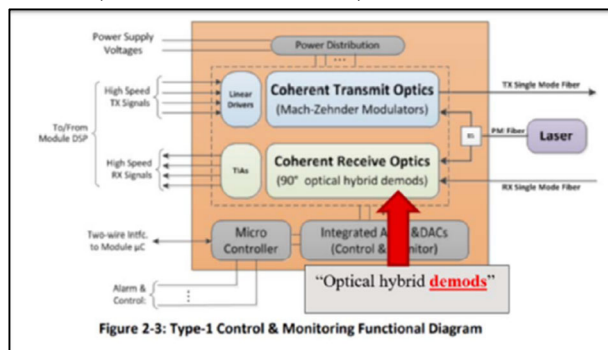 Power Supply
Voltages
Power Distribution
High Speed
TX Signals
Linear
Drivers
Coherent Transmit Optics
(Mach-Zehnder Modulators)
TX Single Mode Fiber
To/From
Module DSP
BS
PM Fiber
Laser
High Speed
RX Signals
TIAs
Coherent Receive Optics
(90° optical hybrid demods)
RX Single Mode Fiber
Two-wire Intfc.
to Module µC
Micro
Controller
Integrated A &DACs
(Control & nitor)
Alarm &
Control:
"Optical hybrid demods"
Figure 2-3: Type-1 Control & Monitoring Functional Diagram